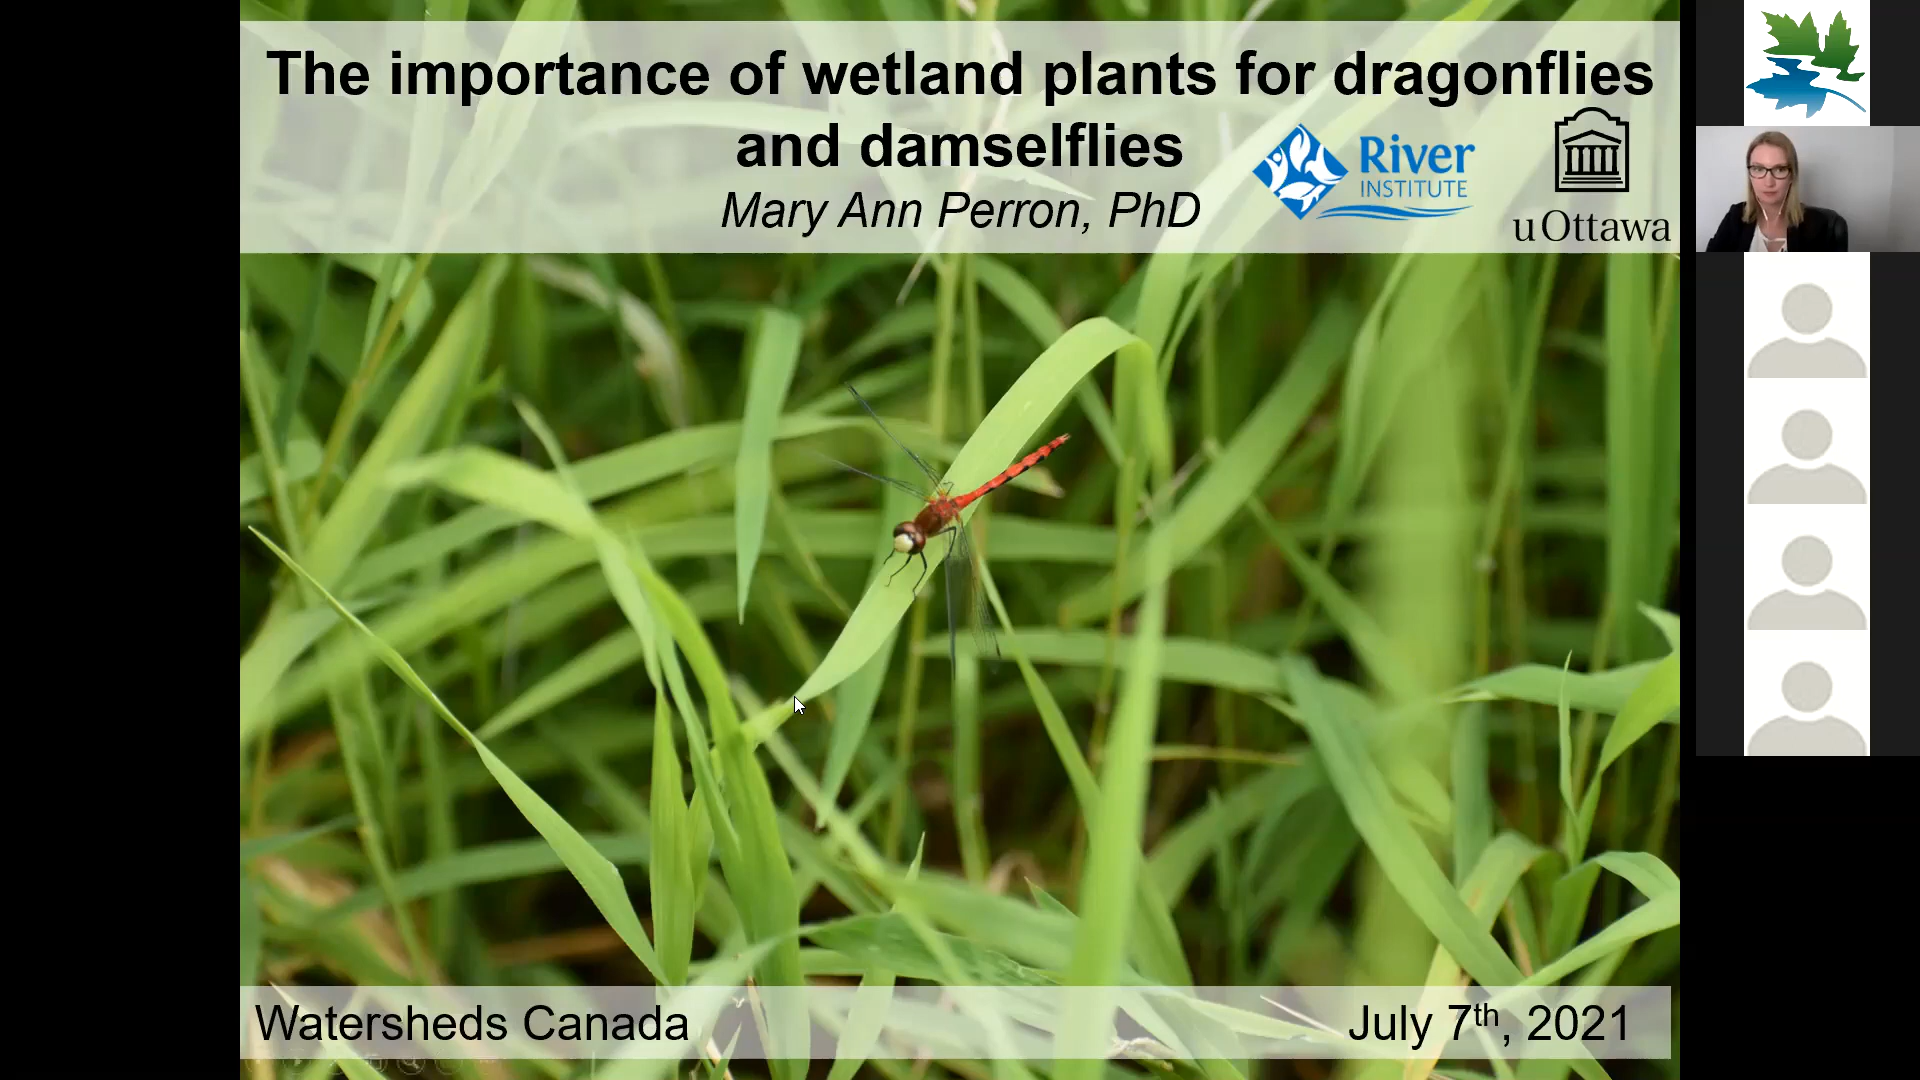 The importance of wetland plants for dragonflies
and damselflies
Mary Ann Perron, PhD
River
INSTITUTE
uOttawa
Watersheds Canada
July 7th, 2021